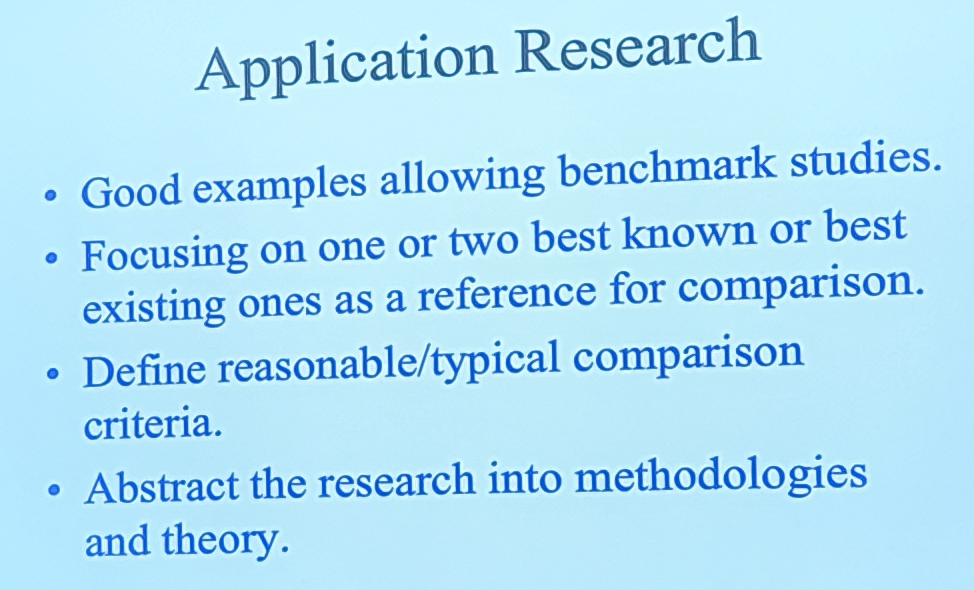 Application Research
• Good examples allowing benchmark studies.
• Focusing on one or two best known or best
existing ones as a reference for comparison.
• Define reasonable/typical comparison
criteria.
• Abstract the research into methodologies
and theory.